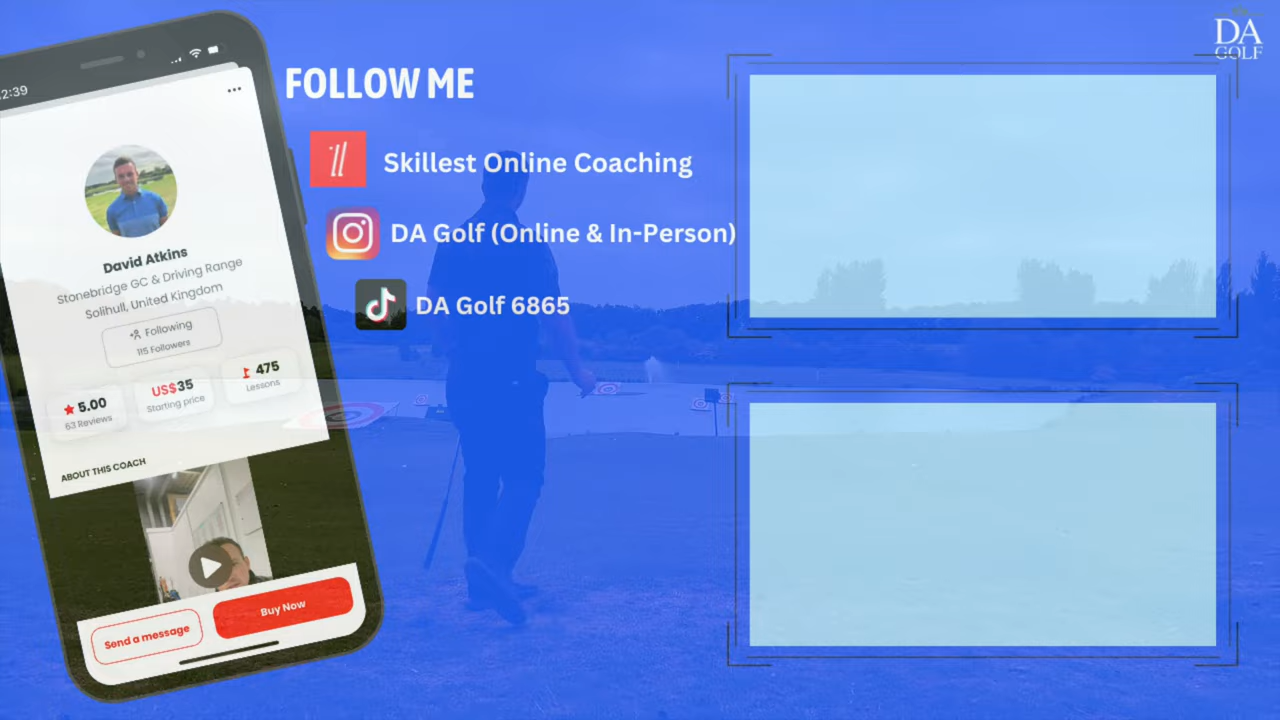 2:39
David Atkins
Stonebridge GC & Driving Range
Solihull, United Kingdom
Following
115 Followers
5.00
63 Reviews
US$35
Starting price
475
Lessons
ABOUT THIS COACH
Send a message
Buy Now
FOLLOW ME
Skillest Online Coaching
DA Golf (Online & In-Person)
DA Golf 6865
DA
GOLF